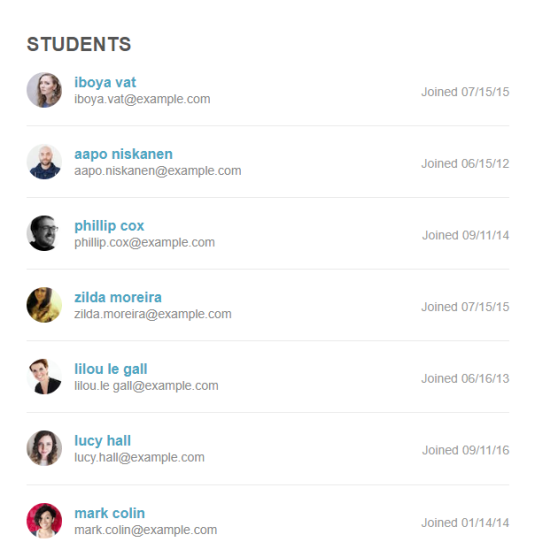 STUDENTS
iboya vat
iboya.vat@example.com
Joined 07/15/15
aapo niskanen
aapo.niskanen@example.com
Joined 06/15/12
phillip cox
phillip.cox@example.com
Joined 09/11/14
zilda moreira
zilda.moreira@example.com
Joined 07/15/15
lilou le gall
lilou.le gall@example.com
Joined 06/16/13
lucy hall
lucy.hall@example.com
Joined 09/11/16
mark colin
mark.colin@example.com
Joined 01/14/14